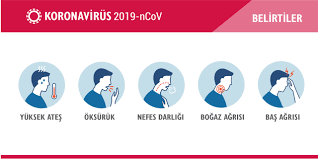 KORONAVİRÜS 2019-nCoV
BELİRTİLER
YÜKSEK ATEŞ
ÖKSÜRÜK
NEFES DARLIĞI
BOĞAZ AĞRISI
BAŞ AĞRISI